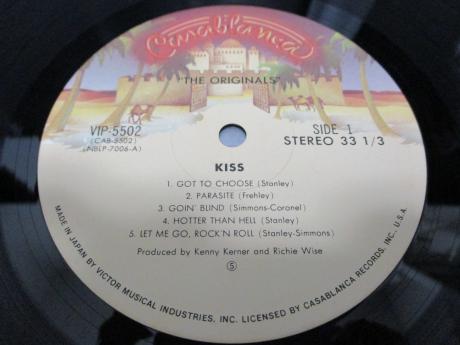 Casablanca
"THE ORIGINALS"
VIP-5502
(CAB-5502)
(NBLP-7006-A)
SIDE 1
STEREO 33 1/3
KISS
1. GOT TO CHOOSE (Stanley)
2. PARASITE (Frehley)
3. GOIN' BLIND (Simmons-Coronel)
4. HOTTER THAN HELL (Stanley)
5. LET ME GO, ROCK'N ROLL (Stanley-Simmons)
Produced by Kenny Kerner and Richie Wise
S
MADE IN JAPAN BY VICTOR MUSICAL INDUSTRIES, INC. LICENSED BY CASABLANCA RECORDS, INC., U.S.A.